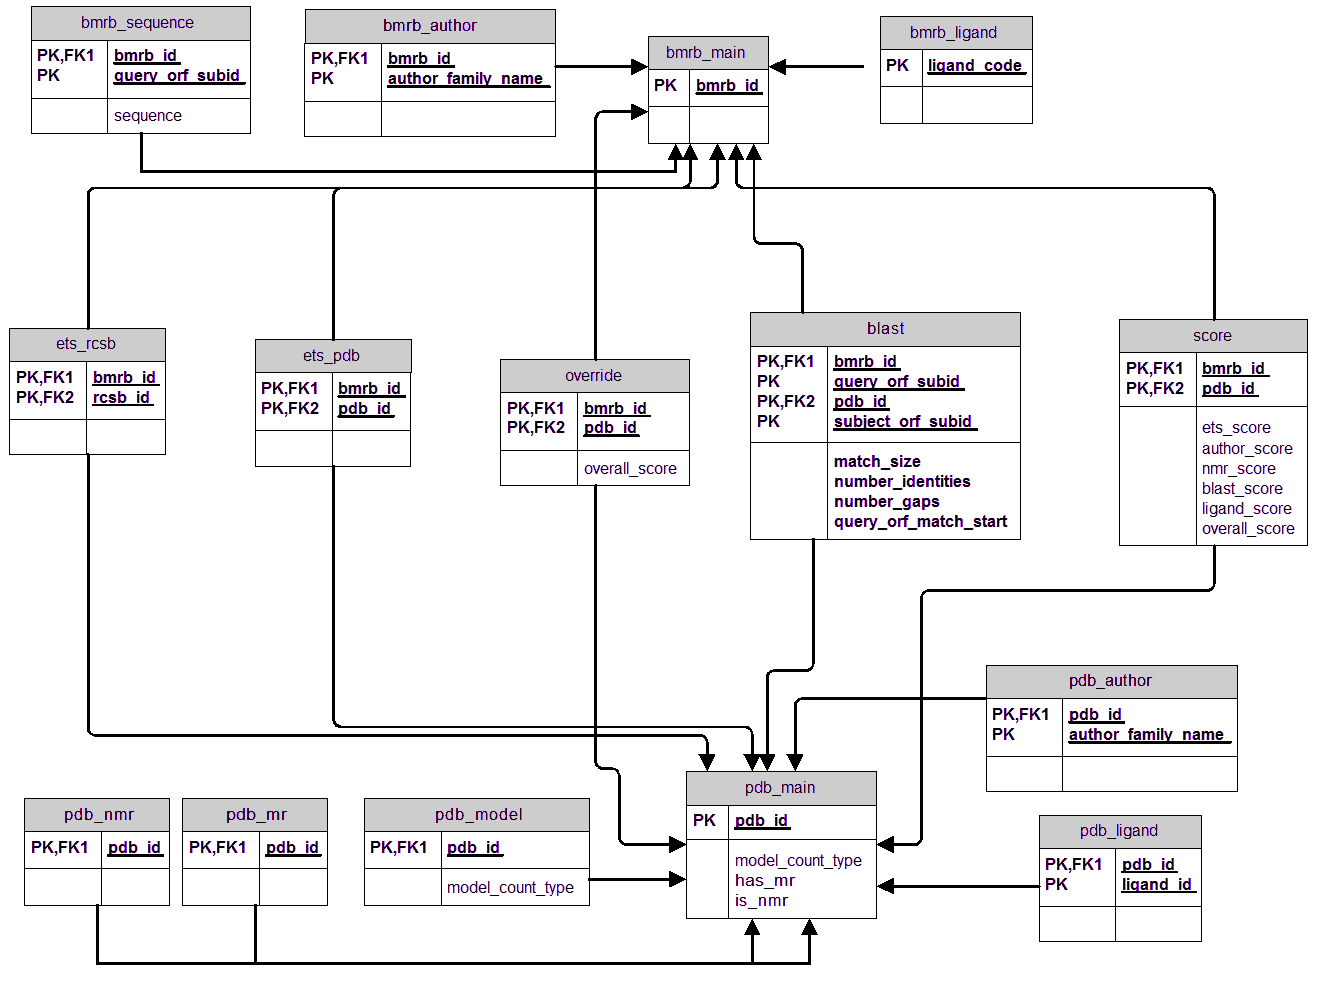 bmrb_sequence
PK,FK1 bmrb_id
PK query_orf_subid
sequence
bmrb_author
PK,FK1 bmrb_id
PK author_family_name
bmrb_main
PK bmrb_id
bmrb_ligand
PK ligand_code
ets_rcsb
PK,FK1 bmrb_id
PK,FK2 rcsb_id
ets_pdb
PK,FK1 bmrb_id
PK,FK2 pdb_id
override
PK,FK1 bmrb_id
PK,FK2 pdb_id
overall_score
blast
PK,FK1 bmrb_id
PK query_orf_subid
PK,FK2 pdb_id
PK subject_orf_subid
match_size
number_identities
number_gaps
query_orf_match_start
score
PK,FK1 bmrb_id
PK,FK2 pdb_id
ets_score
author_score
nmr_score
blast_score
ligand_score
overall_score
pdb_author
PK,FK1 pdb_id
PK author_family_name
pdb_nmr
PK,FK1 pdb_id
pdb_mr
PK,FK1 pdb_id
pdb_model
PK,FK1 pdb_id
model_count_type
pdb_main
PK pdb_id
model_count_type
has_mr
is_nmr
pdb_ligand
PK,FK1 pdb_id
PK ligand_id